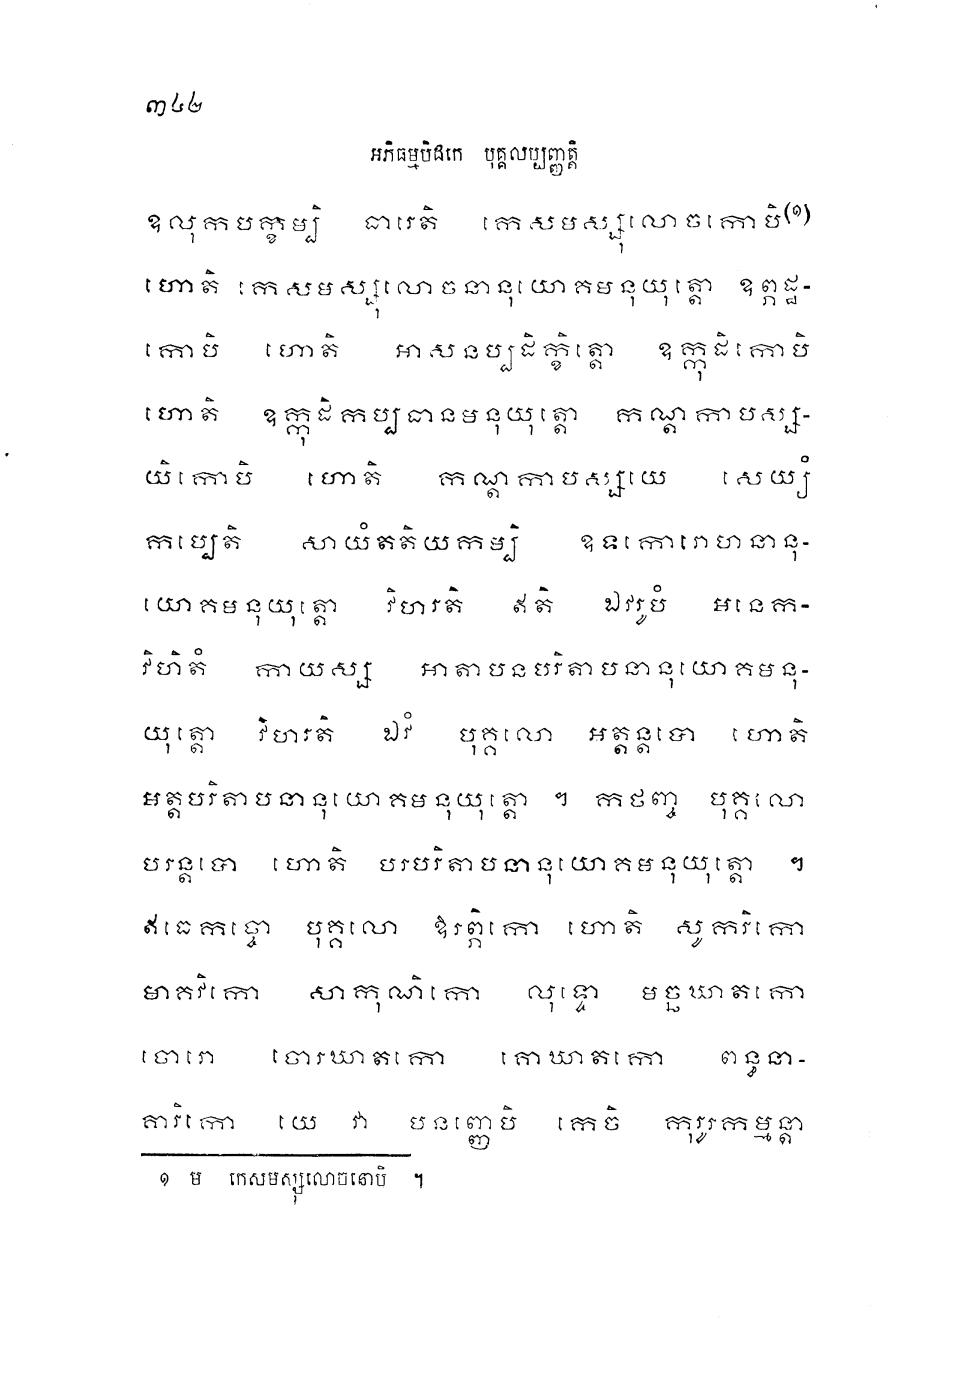 ៣៤២
អភិធម្មបិដកេ បុគ្គលប្បញ្ញត្តិ
ឧលុកបក្ខម្បិ ធារេតិ កេសមស្សុលោចកោបិ(១)
ហោតិ កេសមស្សុលោចនានុយោគមនុយុត្តោ ឧព្ភដ្ឋ-
កោបិ ហោតិ អាសនប្បដិក្ខិត្តោ ឧក្កុដិកោបិ
ហោតិ ឧក្កុដិកប្បធានមនុយុត្តោ កណ្តកាបស្ស-
យិកោបិ ហោតិ កណ្តកាបស្សយេ សេយ្យំ
កប្បេតិ សាយំតតិយកម្បិ ឧទកោរោហនានុ-
យោគមនុយុត្តោ វិហរតិ ឥតិ ឯវរូបំ អនេក-
វិហិតំ កាយស្ស អាតាបនបរិតាបនានុយោគមនុ-
យុត្តោ វិហរតិ ឯវំ បុគ្គលោ អត្តន្តបោ ហោតិ
អត្តបរិតាបនានុយោគមនុយុត្តោ ។ កថញ្ច បុគ្គលោ
បរន្តបោ ហោតិ បរបរិតាបនានុយោគមនុយុត្តោ ។
ឥធេកច្ចោ បុគ្គលោ ឱរព្ភិកោ ហោតិ សូករិកោ
មាគវិកោ សាកុណិកោ លុទ្ទោ មច្ឆឃាតកោ
ចោរោ ចោរឃាតកោ គោឃាតកោ ពន្ធនា-
គារិកោ យេ វា បនញ្ញេបិ កេចិ កុរូរកម្មន្តា
១ ម កេសមស្សុលោចនោបិ ។